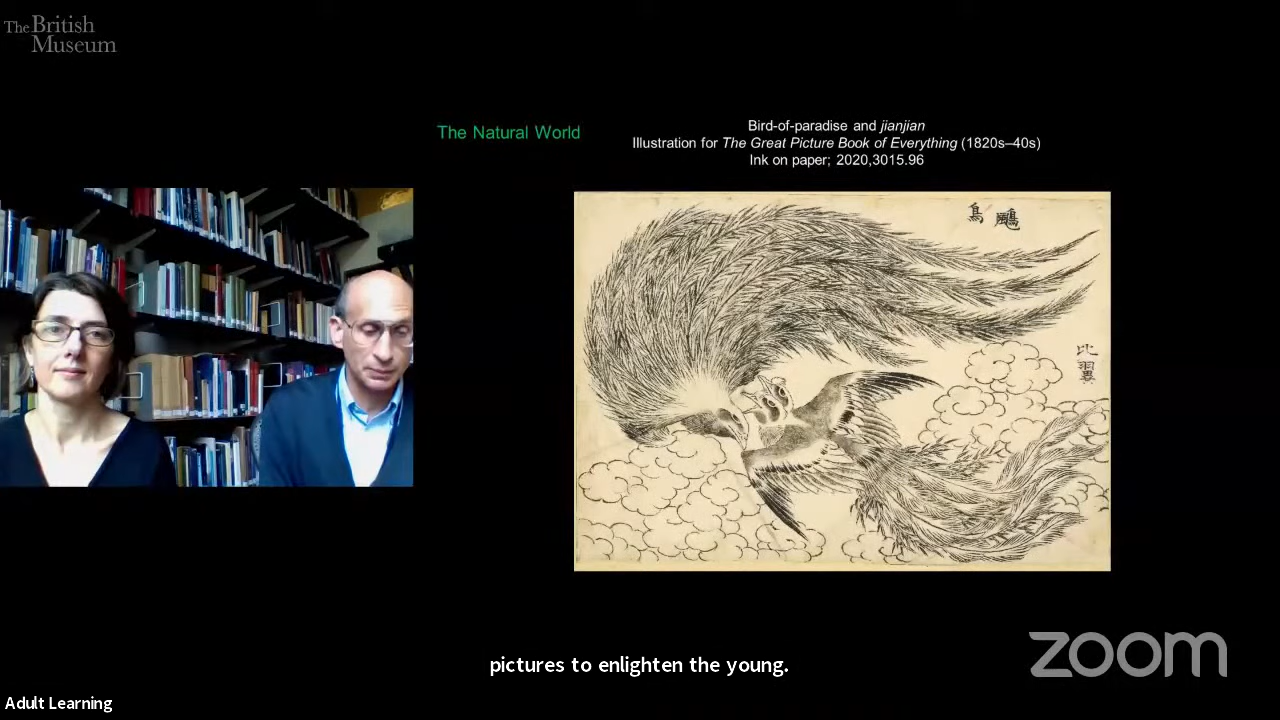 The British
Museum
The Natural World
Bird-of-paradise and jianjian
Illustration for The Great Picture Book of Everything (1820s–40s)
Ink on paper; 2020,3015.96
比翼
pictures to enlighten the young.
zoom
Adult Learning